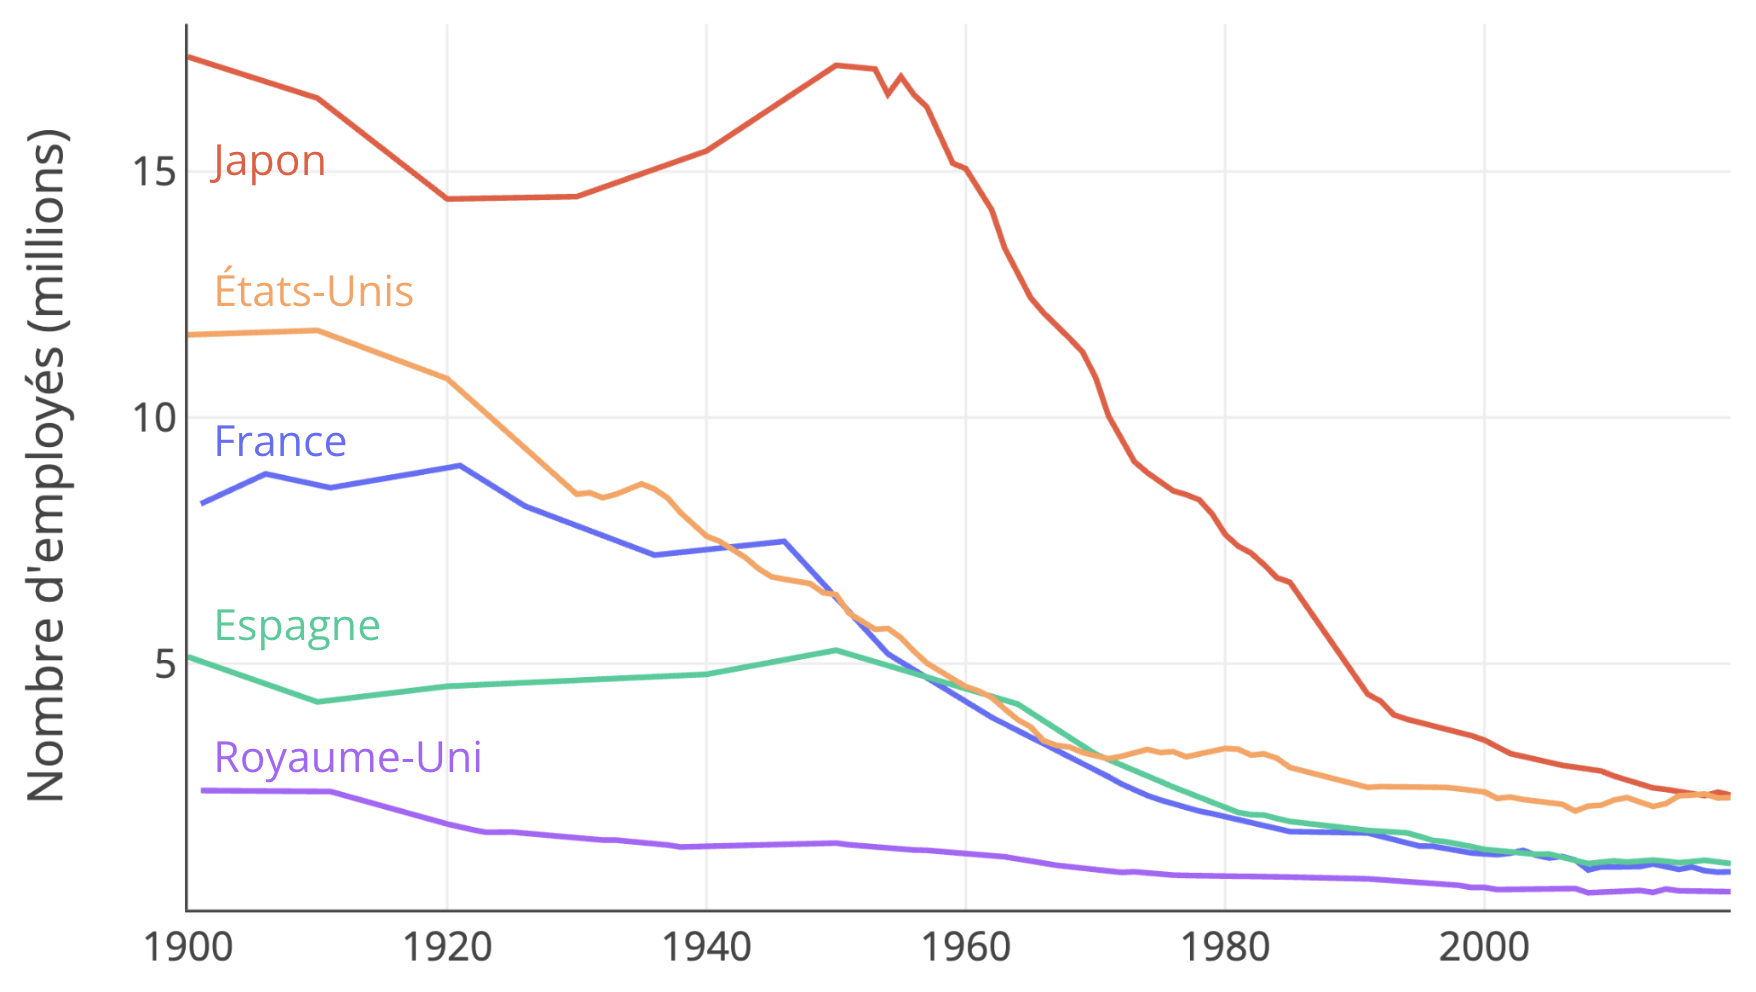 Nombre d'employés (millions)
15
10
5
Japon
États-Unis
France
Espagne
Royaume-Uni
1900 1920 1940 1960 1980 2000